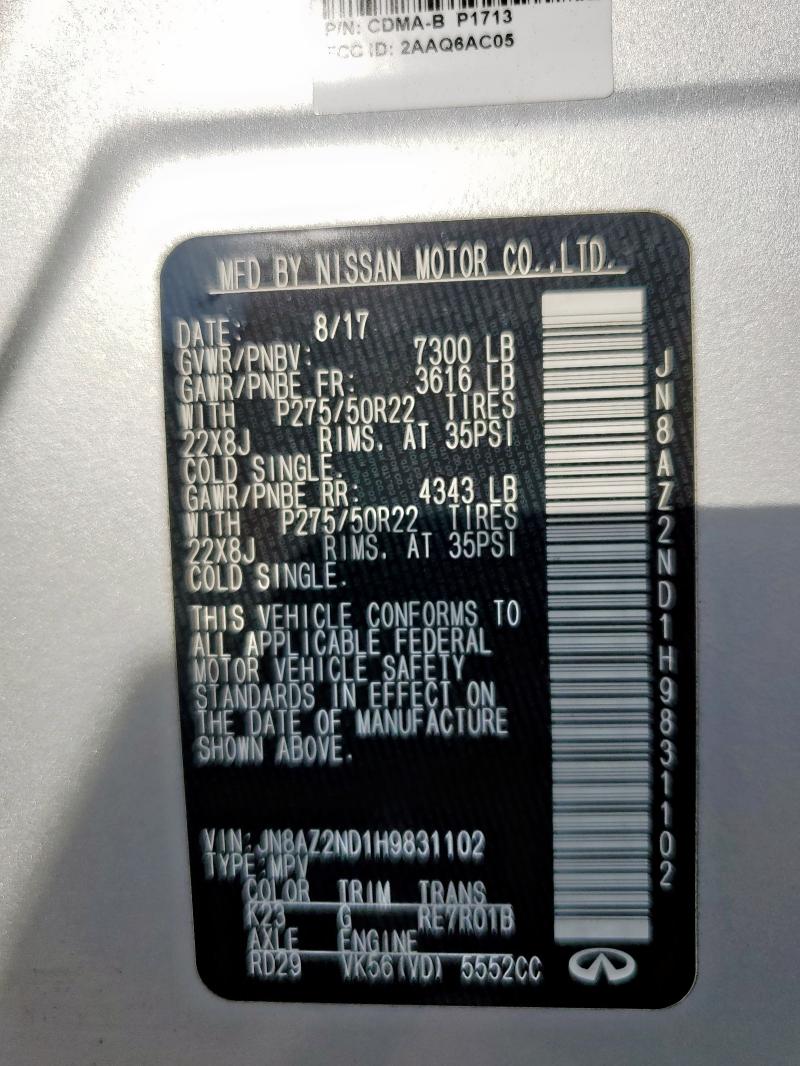 P/N: CDMA-B P1713
FCC ID: 2AAQ6AC05
MFD BY NISSAN MOTOR CO.,LTD.
DATE: 8/17
GVWR/PNBV: 7300 LB
GAWR/PNBE FR: 3616 LB
WITH P275/50R22 TIRES
22X8J RIMS, AT 35PSI
COLD SINGLE.
GAWR/PNBE RR: 4343 LB
WITH P275/50R22 TIRES
22X8J RIMS, AT 35PSI
COLD SINGLE.
THIS VEHICLE CONFORMS TO
ALL APPLICABLE FEDERAL
MOTOR VEHICLE SAFETY
STANDARDS IN EFFECT ON
THE DATE OF MANUFACTURE
SHOWN ABOVE.
VIN: JN8AZ2ND1H9831102
TYPE:MPV
COLOR TRIM TRANS
K23 G RE7R01B
AXLE ENGINE
RD29 VK56(VD) 5552CC
JN8AZ2ND1H9831102